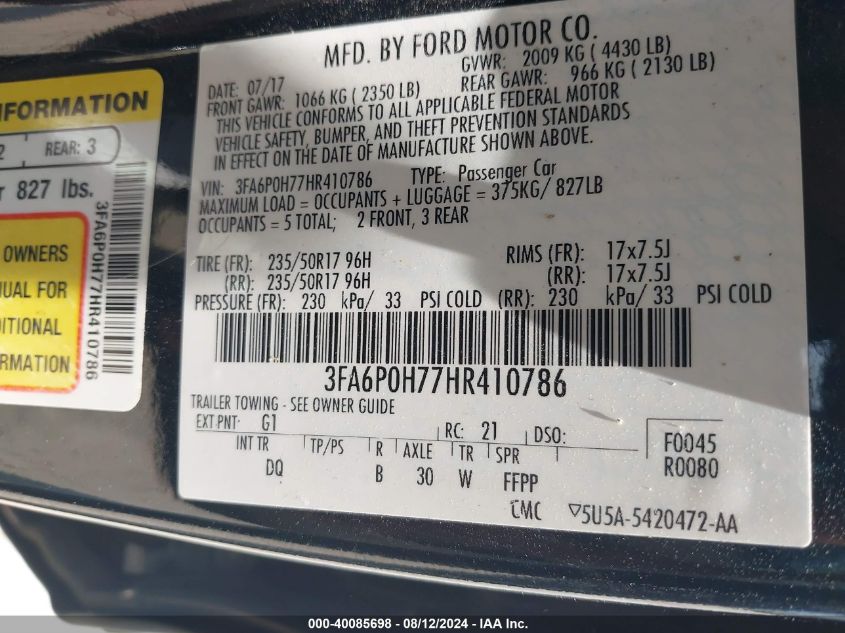 MFD. BY FORD MOTOR CO.
DATE: 07/17
GVWR: 2009 KG ( 4430 LB)
FRONT GAWR: 1066 KG ( 2350 LB)
REAR GAWR: 966 KG ( 2130 LB)
THIS VEHICLE CONFORMS TO ALL APPLICABLE FEDERAL MOTOR
VEHICLE SAFETY, BUMPER, AND THEFT PREVENTION STANDARDS
IN EFFECT ON THE DATE OF MANUFACTURE SHOWN ABOVE.
VIN: 3FA6P0H77HR410786 TYPE: Passenger Car
MAXIMUM LOAD = OCCUPANTS + LUGGAGE = 375KG/ 827LB
OCCUPANTS = 5 TOTAL; 2 FRONT, 3 REAR
TIRE (FR): 235/50R17 96H RIMS (FR): 17x7.5J
(RR): 235/50R17 96H (RR): 17x7.5J
PRESSURE (FR): 230 kPa/ 33 PSI COLD (RR): 230 kPa/ 33 PSI COLD
3FA6P0H77HR410786
TRAILER TOWING - SEE OWNER GUIDE
EXT PNT: G1 RC: 21 DSO:
INT TR TP/PS R AXLE TR SPR
DQ B 30 W FFPP
F0045
R0080
CMC ▽5U5A-5420472-AA
INFORMATION
2 REAR: 3
r 827 lbs.
OWNERS
UAL FOR
ITIONAL
RMATION
3FA6P0H77HR410786
000-40085698 - 08/12/2024 - IAA Inc.